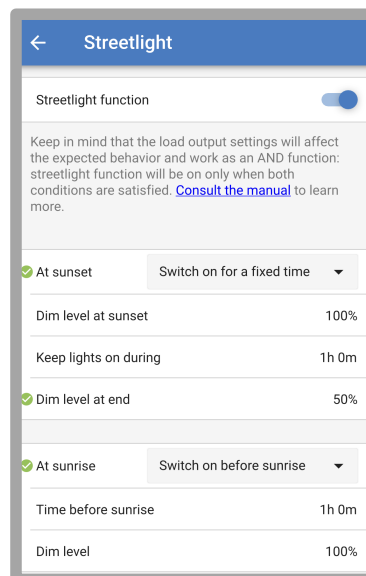 Streetlight
Streetlight function
Keep in mind that the load output settings will affect
the expected behavior and work as an AND function:
streetlight function will be on only when both
conditions are satisfied. Consult the manual to learn
more.
At sunset Switch on for a fixed time
Dim level at sunset 100%
Keep lights on during 1h 0m
Dim level at end 50%
At sunrise Switch on before sunrise
Time before sunrise 1h 0m
Dim level 100%